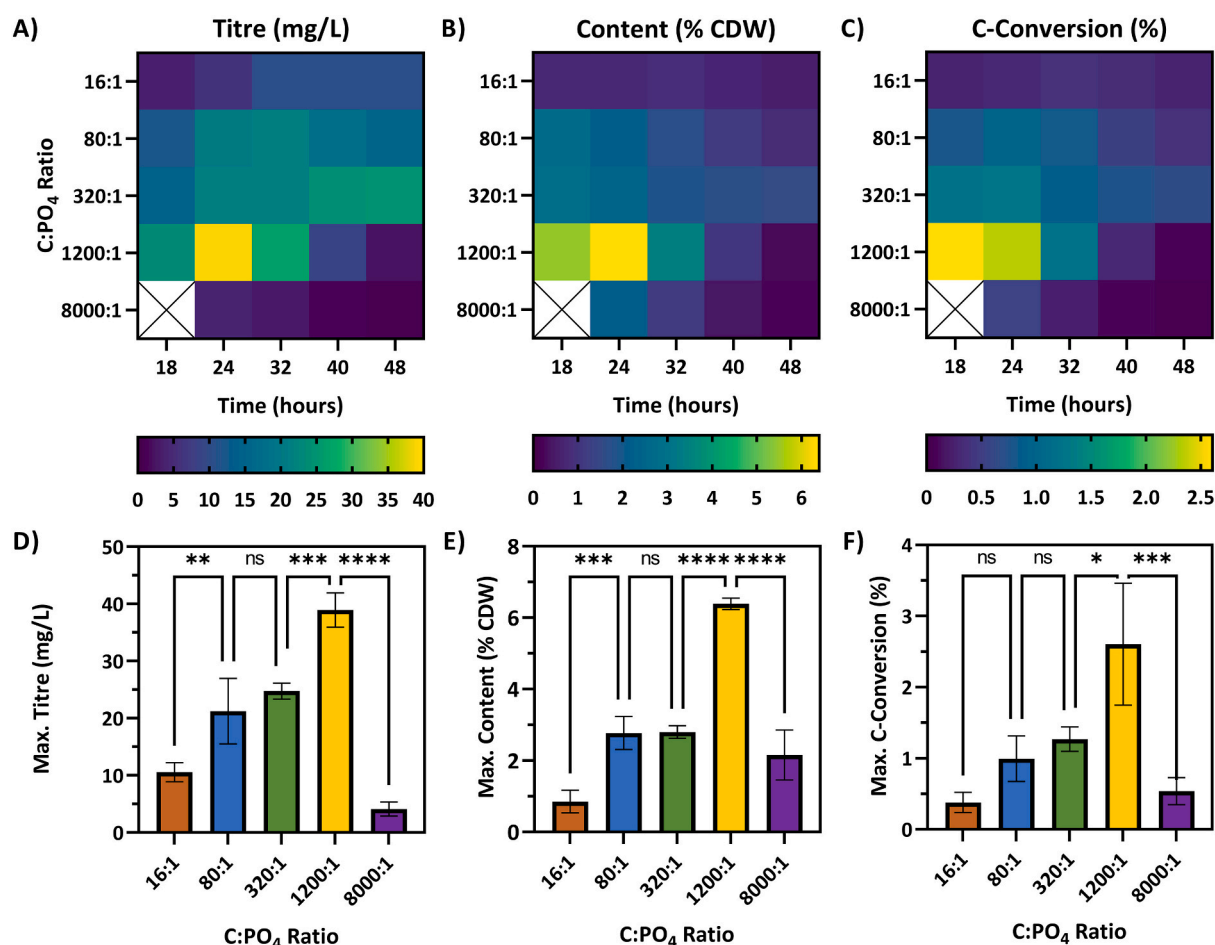 A) Titre (mg/L)
B) Content (% CDW)
C) C-Conversion (%)
C:PO4 Ratio
16:1
80:1
320:1
1200:1
8000:1
16:1
80:1
320:1
1200:1
8000:1
16:1
80:1
320:1
1200:1
8000:1
18 24 32 40 48
18 24 32 40 48
18 24 32 40 48
Time (hours)
Time (hours)
Time (hours)
0 5 10 15 20 25 30 35 40
0 1 2 3 4 5 6
0 0.5 1.0 1.5 2.0 2.5
D)
Max. Titre (mg/L)
50
40
30
20
10
0
** ns *** ****
16:1 80:1 320:1 1200:1 8000:1
C:PO4 Ratio
E)
Max. Content (% CDW)
8
6
4
2
0
*** ns **** ****
16:1 80:1 320:1 1200:1 8000:1
C:PO4 Ratio
F)
Max. C-Conversion (%)
4
3
2
1
0
ns ns * ***
16:1 80:1 320:1 1200:1 8000:1
C:PO4 Ratio